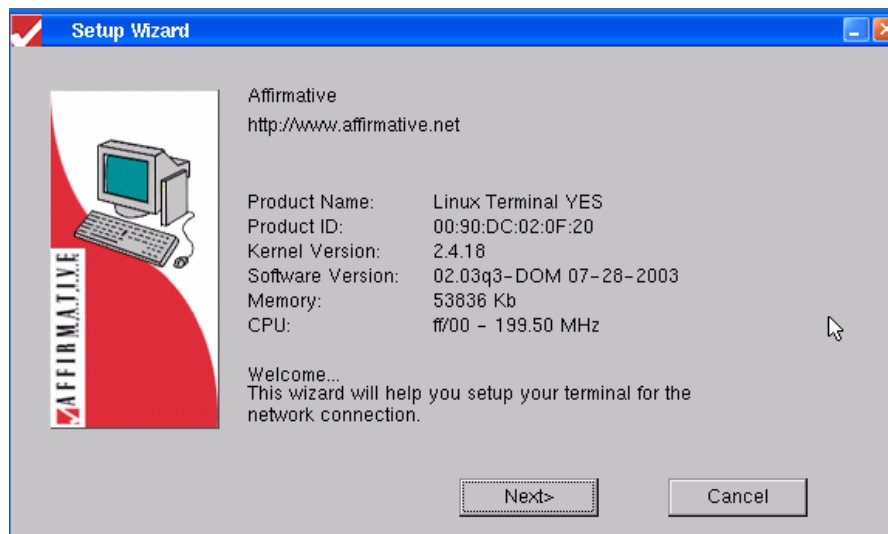 Setup Wizard
Affirmative
http://www.affirmative.net
Product Name: Linux Terminal YES
Product ID: 00:90:DC:02:0F:20
Kernel Version: 2.4.18
Software Version: 02.03q3-DOM 07-28-2003
Memory: 53836 Kb
CPU: ff/00 - 199.50 MHz
Welcome...
This wizard will help you setup your terminal for the
network connection.
AFFIRMATIVE
Next>
Cancel